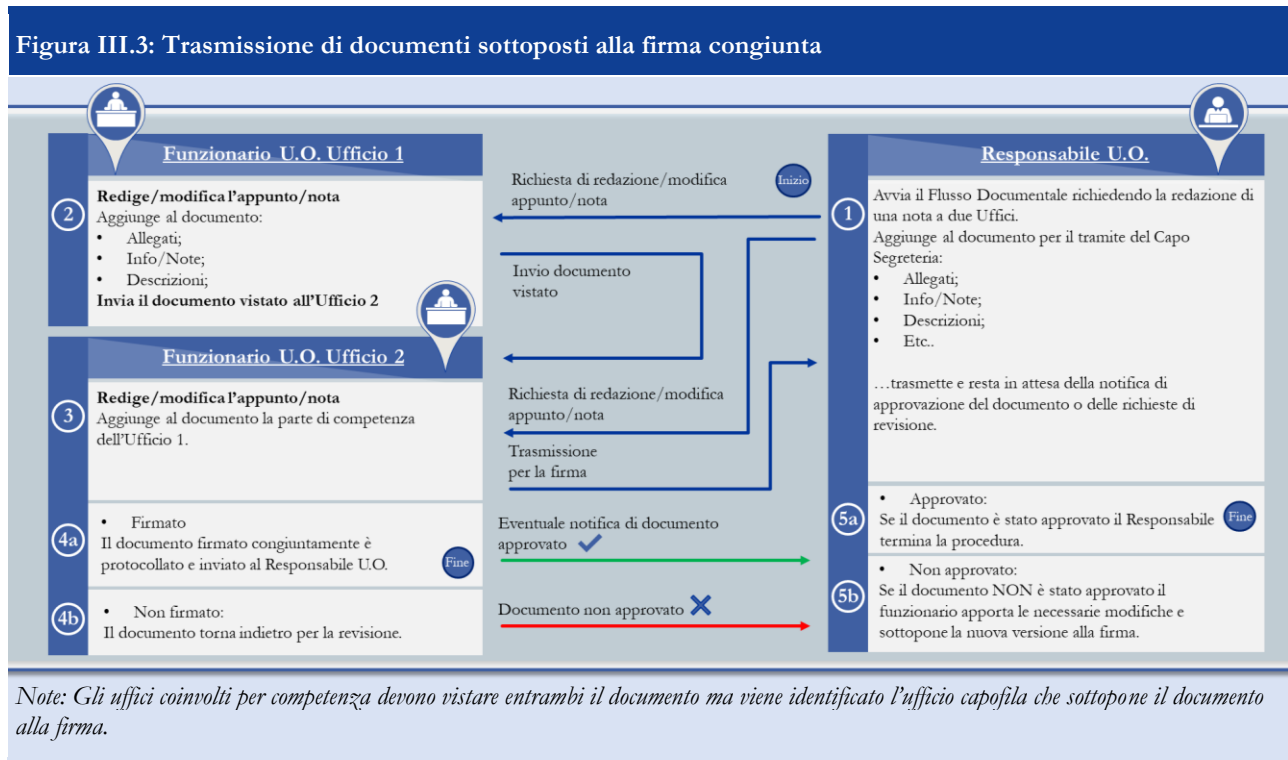 Figura III.3: Trasmissione di documenti sottoposti alla firma congiunta
Funzionario U.O. Ufficio 1
2
Redige/modifica l'appunto/nota
Aggiunge al documento:
• Allegati;
• Info/Note;
• Descrizioni;
Invia il documento vistato all'Ufficio 2
Funzionario U.O. Ufficio 2
3
Redige/modifica l'appunto/nota
Aggiunge al documento la parte di competenza
dell'Ufficio 1.
4a
• Firmato
Il documento firmato congiuntamente è
protocollato e inviato al Responsabile U.O.
Fine
4b
• Non firmato:
Il documento torna indietro per la revisione.
Richiesta di redazione/modifica
appunto/nota
Inizio
Invio documento
vistato
Richiesta di redazione/modifica
appunto/nota
Trasmissione
per la firma
Eventuale notifica di documento
approvato
Documento non approvato
Responsabile U.O.
1
Avvia il Flusso Documentale richiedendo la redazione di
una nota a due Uffici.
Aggiunge al documento per il tramite del Capo
Segreteria:
• Allegati;
• Info/Note;
• Descrizioni;
• Etc..
…trasmette e resta in attesa della notifica di
approvazione del documento o delle richieste di
revisione.
5a
• Approvato:
Se il documento è stato approvato il Responsabile
termina la procedura.
Fine
5b
• Non approvato:
Se il documento NON è stato approvato il
funzionario apporta le necessarie modifiche e
sottopone la nuova versione alla firma.
Note: Gli uffici coinvolti per competenza devono vistare entrambi il documento ma viene identificato l'ufficio capofila che sottopone il documento
alla firma.